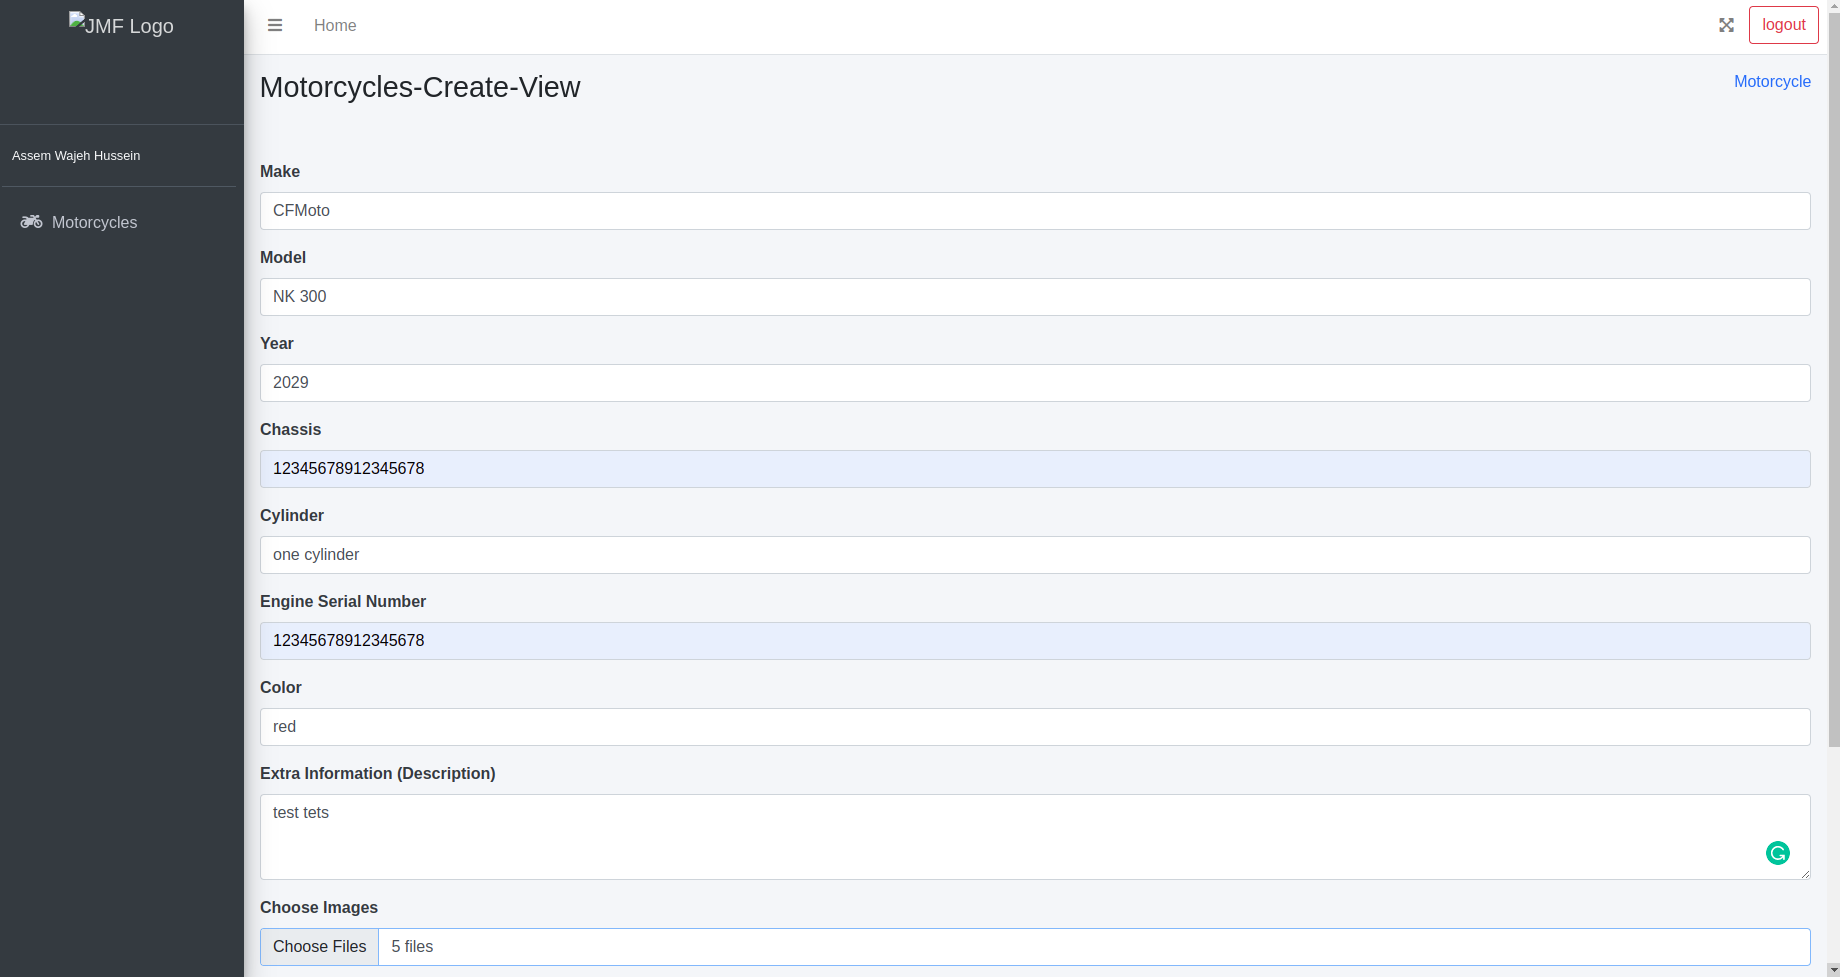 JMF Logo
Home
logout
Motorcycles-Create-View
Motorcycle
Assem Wajeh Hussein
Motorcycles
Make
CFMoto
Model
NK 300
Year
2029
Chassis
12345678912345678
Cylinder
one cylinder
Engine Serial Number
12345678912345678
Color
red
Extra Information (Description)
test tets
Choose Images
Choose Files 5 files